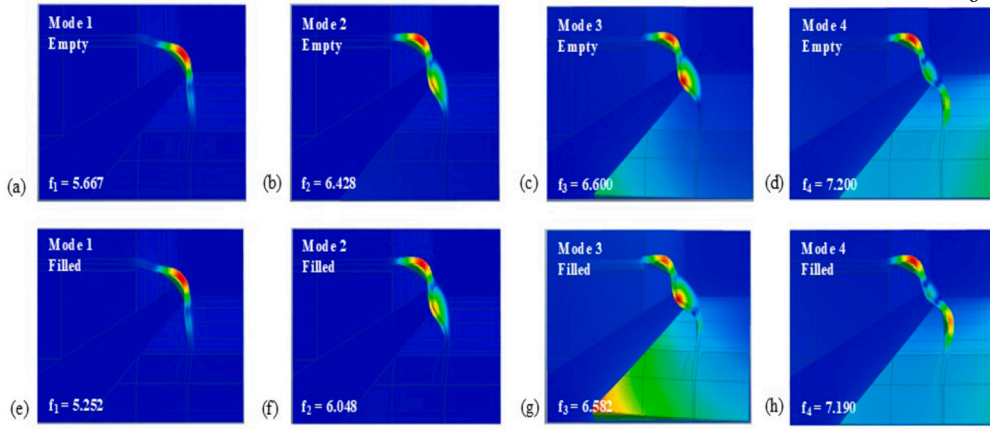 Mode 1
Empty
f₁ = 5.667
(a)
Mode 2
Empty
f₂ = 6.428
(b)
Mode 3
Empty
f₃ = 6.600
(c)
Mode 4
Empty
f₄ = 7.200
(d)
Mode 1
Filled
f₁ = 5.252
(e)
Mode 2
Filled
f₂ = 6.048
(f)
Mode 3
Filled
f₃ = 6.582
(g)
Mode 4
Filled
f₄ = 7.190
(h)